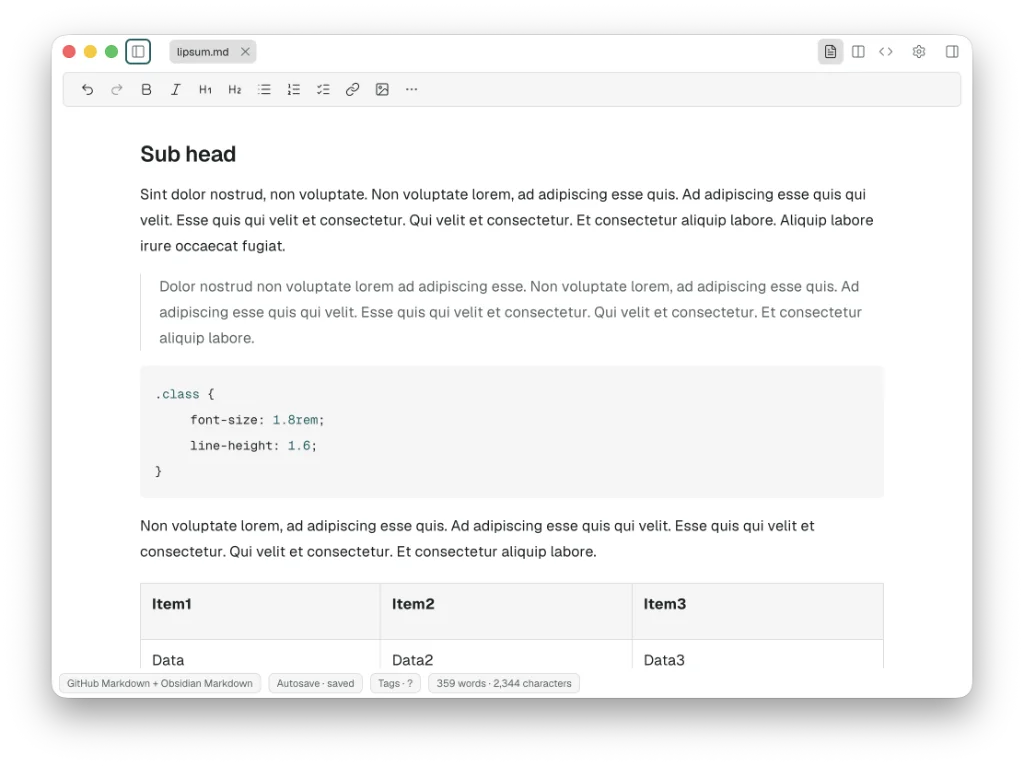 lipsum.md
B I H1 H2
Sub head
Sint dolor nostrud, non voluptate. Non voluptate lorem, ad adipiscing esse quis. Ad adipiscing esse quis qui
velit. Esse quis qui velit et consectetur. Qui velit et consectetur. Et consectetur aliquip labore. Aliquip labore
irure occaecat fugiat.
Dolor nostrud non voluptate lorem ad adipiscing esse. Non voluptate lorem, ad adipiscing esse quis. Ad
adipiscing esse quis qui velit. Esse quis qui velit et consectetur. Qui velit et consectetur. Et consectetur
aliquip labore.
.class {
font-size: 1.8rem;
line-height: 1.6;
}
Non voluptate lorem, ad adipiscing esse quis. Ad adipiscing esse quis qui velit. Esse quis qui velit et
consectetur. Qui velit et consectetur. Et consectetur aliquip labore.
Item1 Item2 Item3
Data Data2 Data3
GitHub Markdown + Obsidian Markdown Autosave · saved Tags · ? 359 words · 2,344 characters